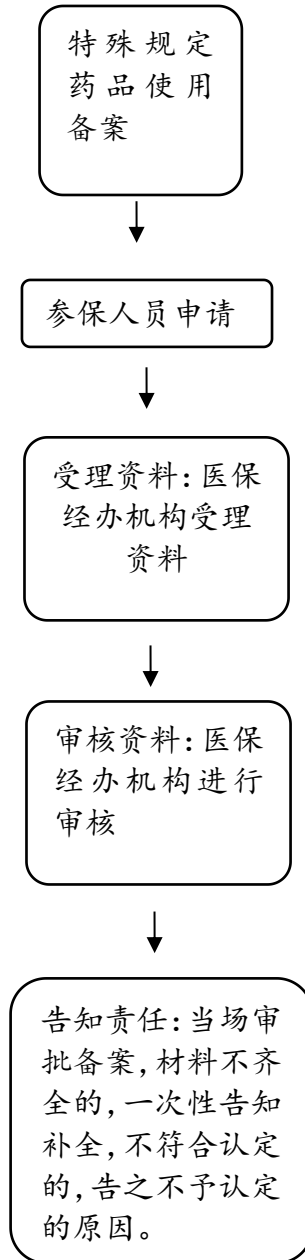 特殊规定
药品使用
备案
参保人员申请
受理资料:医保
经办机构受理
资料
审核资料:医保
经办机构进行
审核
告知责任:当场审
批备案,材料不齐
全的,一次性告知
补全,不符合认定
的,告之不予认定
的原因。